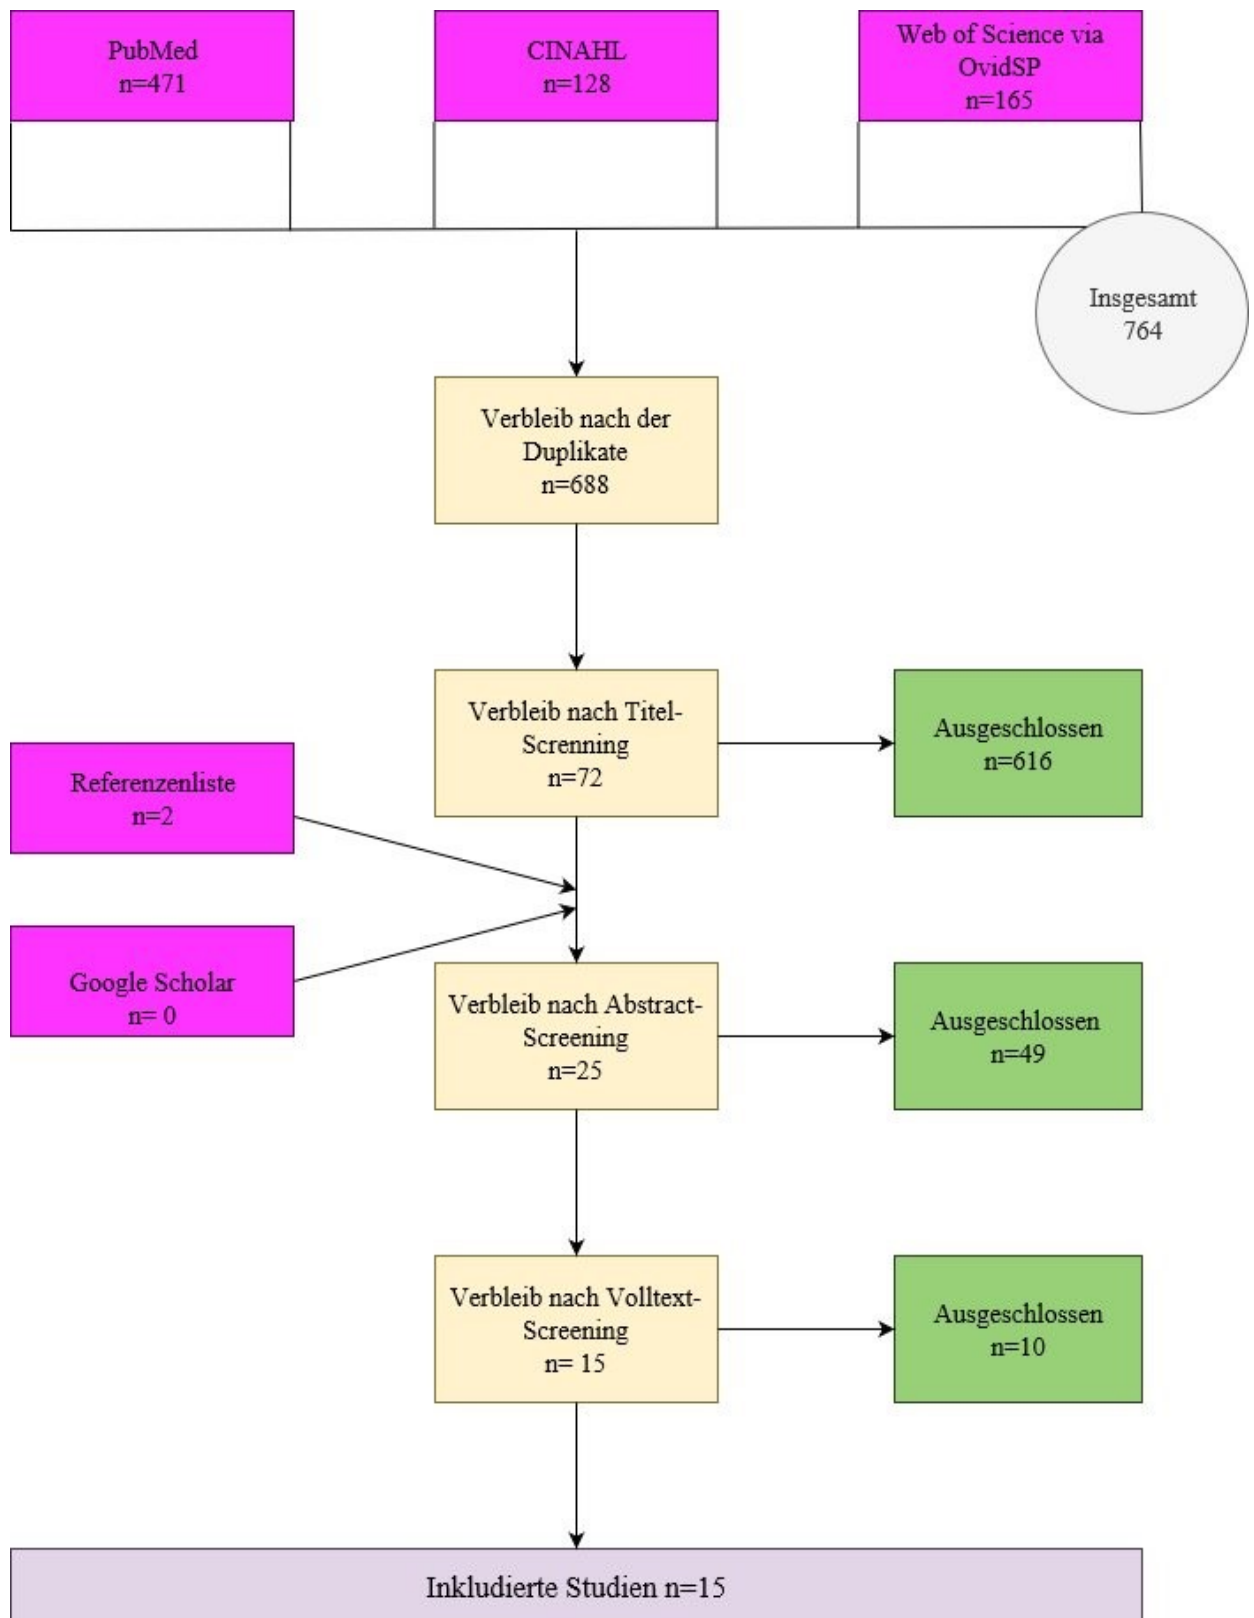 PubMed
n=471
CINAHL
n=128
Web of Science via
OvidSP
n=165
Insgesamt
764
Verbleib nach der
Duplikate
n=688
Verbleib nach Titel-
Screnning
n=72
Ausgeschlossen
n=616
Referenzenliste
n=2
Google Scholar
n= 0
Verbleib nach Abstract-
Screening
n=25
Ausgeschlossen
n=49
Verbleib nach Volltext-
Screening
n= 15
Ausgeschlossen
n=10
Inkludierte Studien n=15